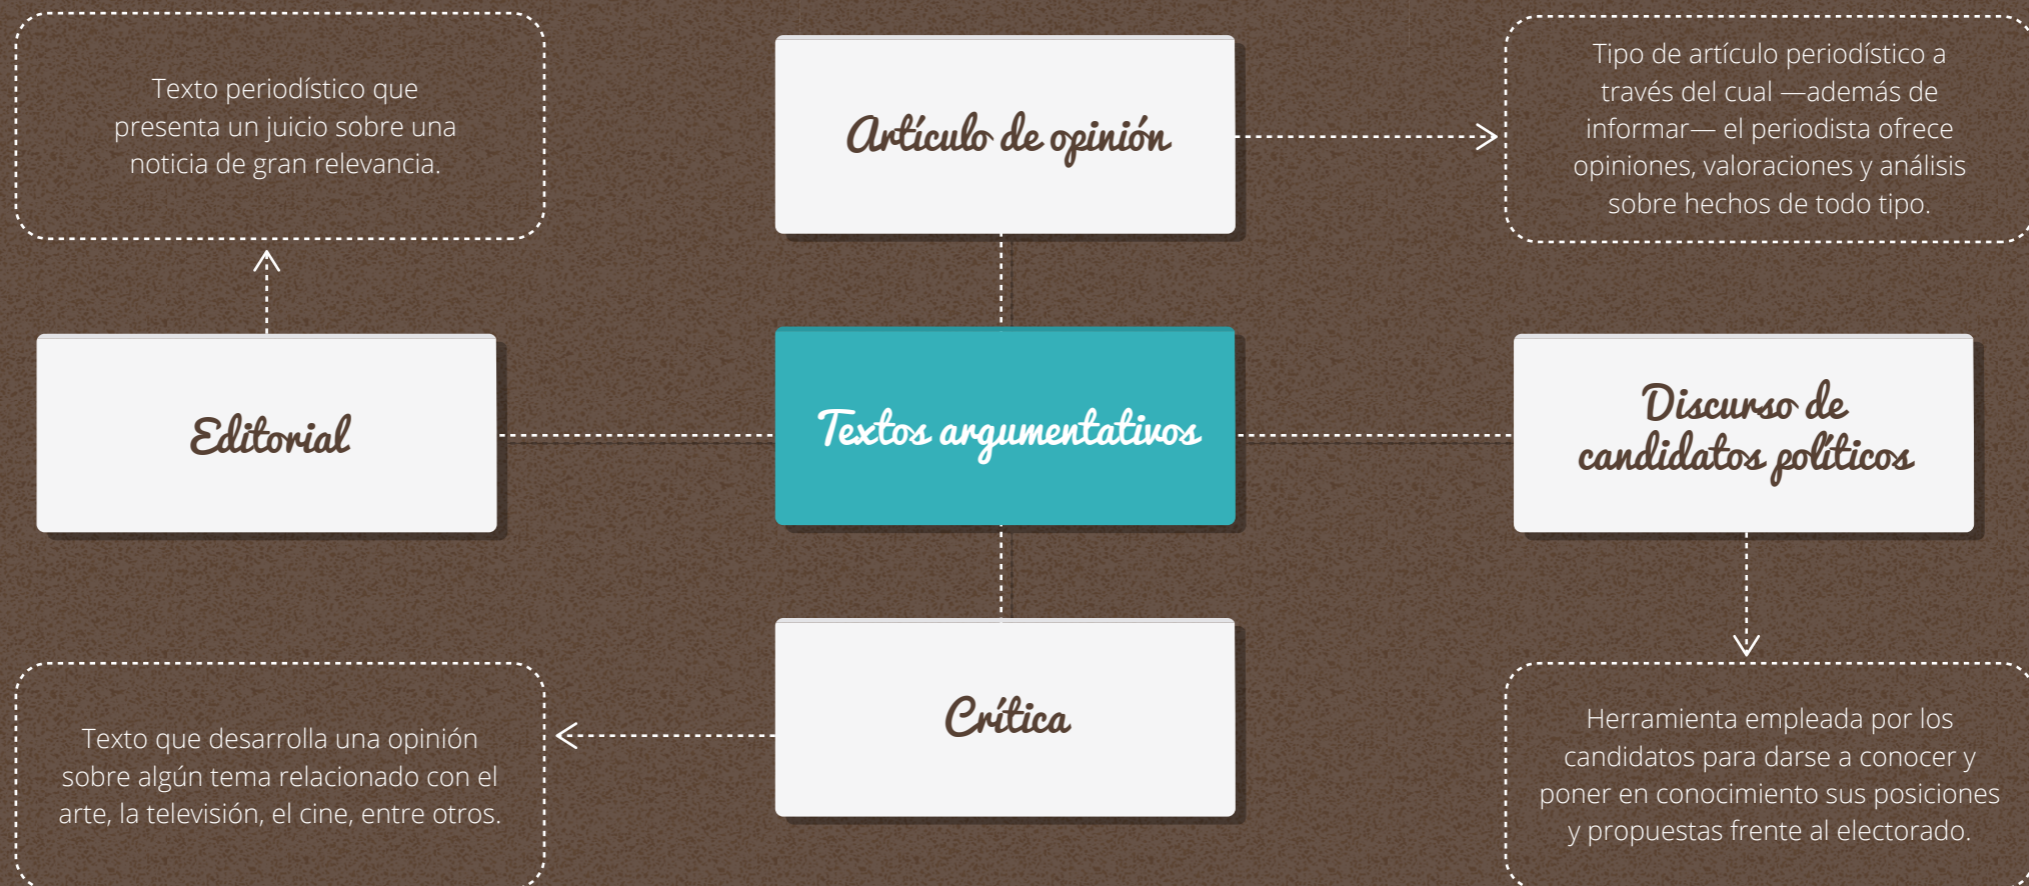 Texto periodístico que
presenta un juicio sobre una
noticia de gran relevancia.
Artículo de opinión
Tipo de artículo periodístico a
través del cual —además de
informar— el periodista ofrece
opiniones, valoraciones y análisis
sobre hechos de todo tipo.
Editorial
Textos argumentativos
Discurso de
candidatos políticos
Texto que desarrolla una opinión
sobre algún tema relacionado con el
arte, la televisión, el cine, entre otros.
Crítica
Herramienta empleada por los
candidatos para darse a conocer y
poner en conocimiento sus posiciones
y propuestas frente al electorado.